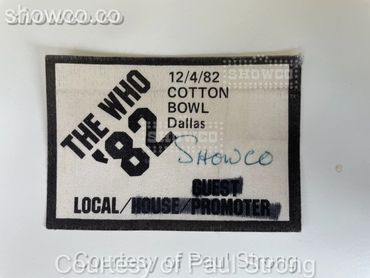 showco.co
THE WHO
'82
12/4/82
COTTON
BOWL
Dallas
SHOWCO
SHOWCO
GUEST
LOCAL/HOUSE/PROMOTER
Courtesy of Paul Strong